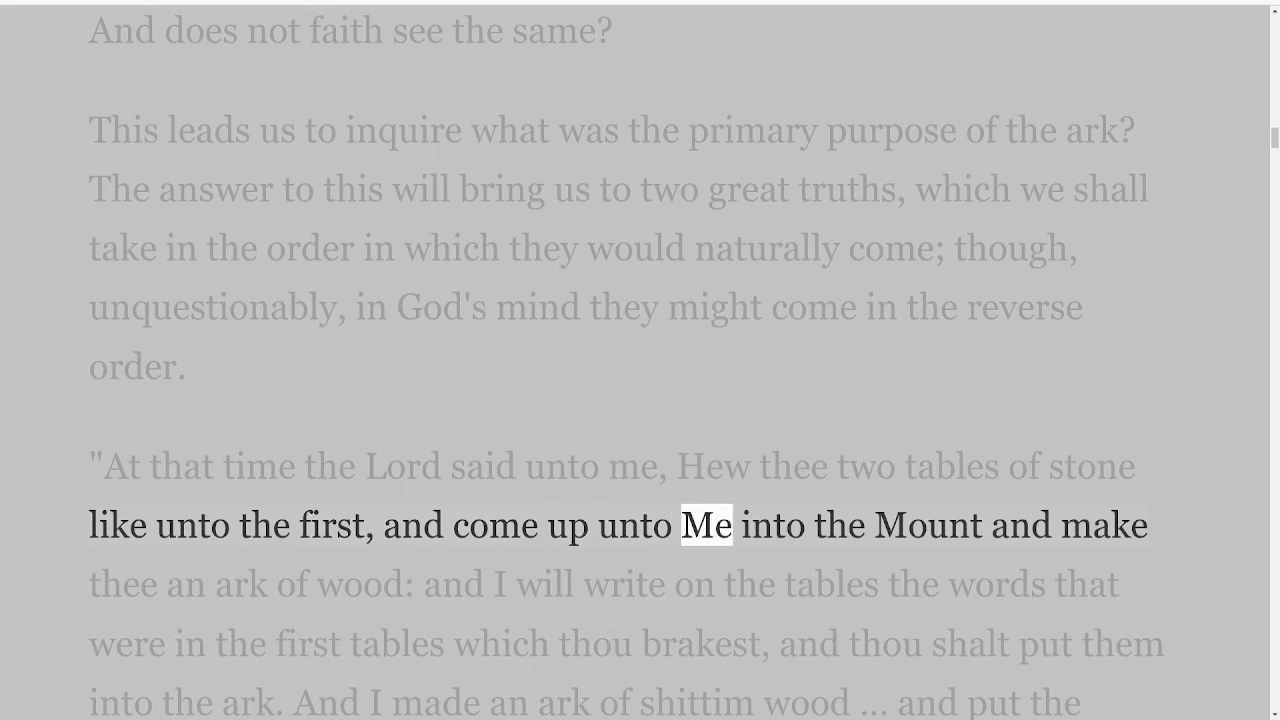 And does not faith see the same?
This leads us to inquire what was the primary purpose of the ark?
The answer to this will bring us to two great truths, which we shall
take in the order in which they would naturally come; though,
unquestionably, in God's mind they might come in the reverse
order.
"At that time the Lord said unto me, Hew thee two tables of stone
like unto the first, and come up unto Me into the Mount and make
thee an ark of wood: and I will write on the tables the words that
were in the first tables which thou brakest, and thou shalt put them
into the ark. And I made an ark of shittim wood ... and put the